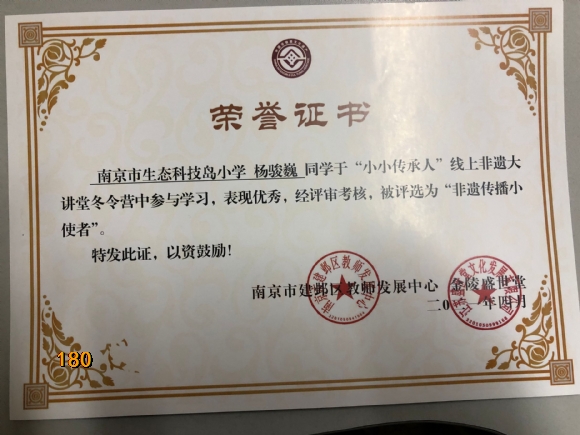 荣誉证书
南京市生态科技岛小学 杨骏巍 同学于“小小传承人”线上非遗大
讲堂冬令营中参与学习，表现优秀，经评审考核，被评选为“非遗传播小
使者”。
特发此证，以资鼓励！
南京市建邺区教师发展中心 金陵盛世堂
年四月
180